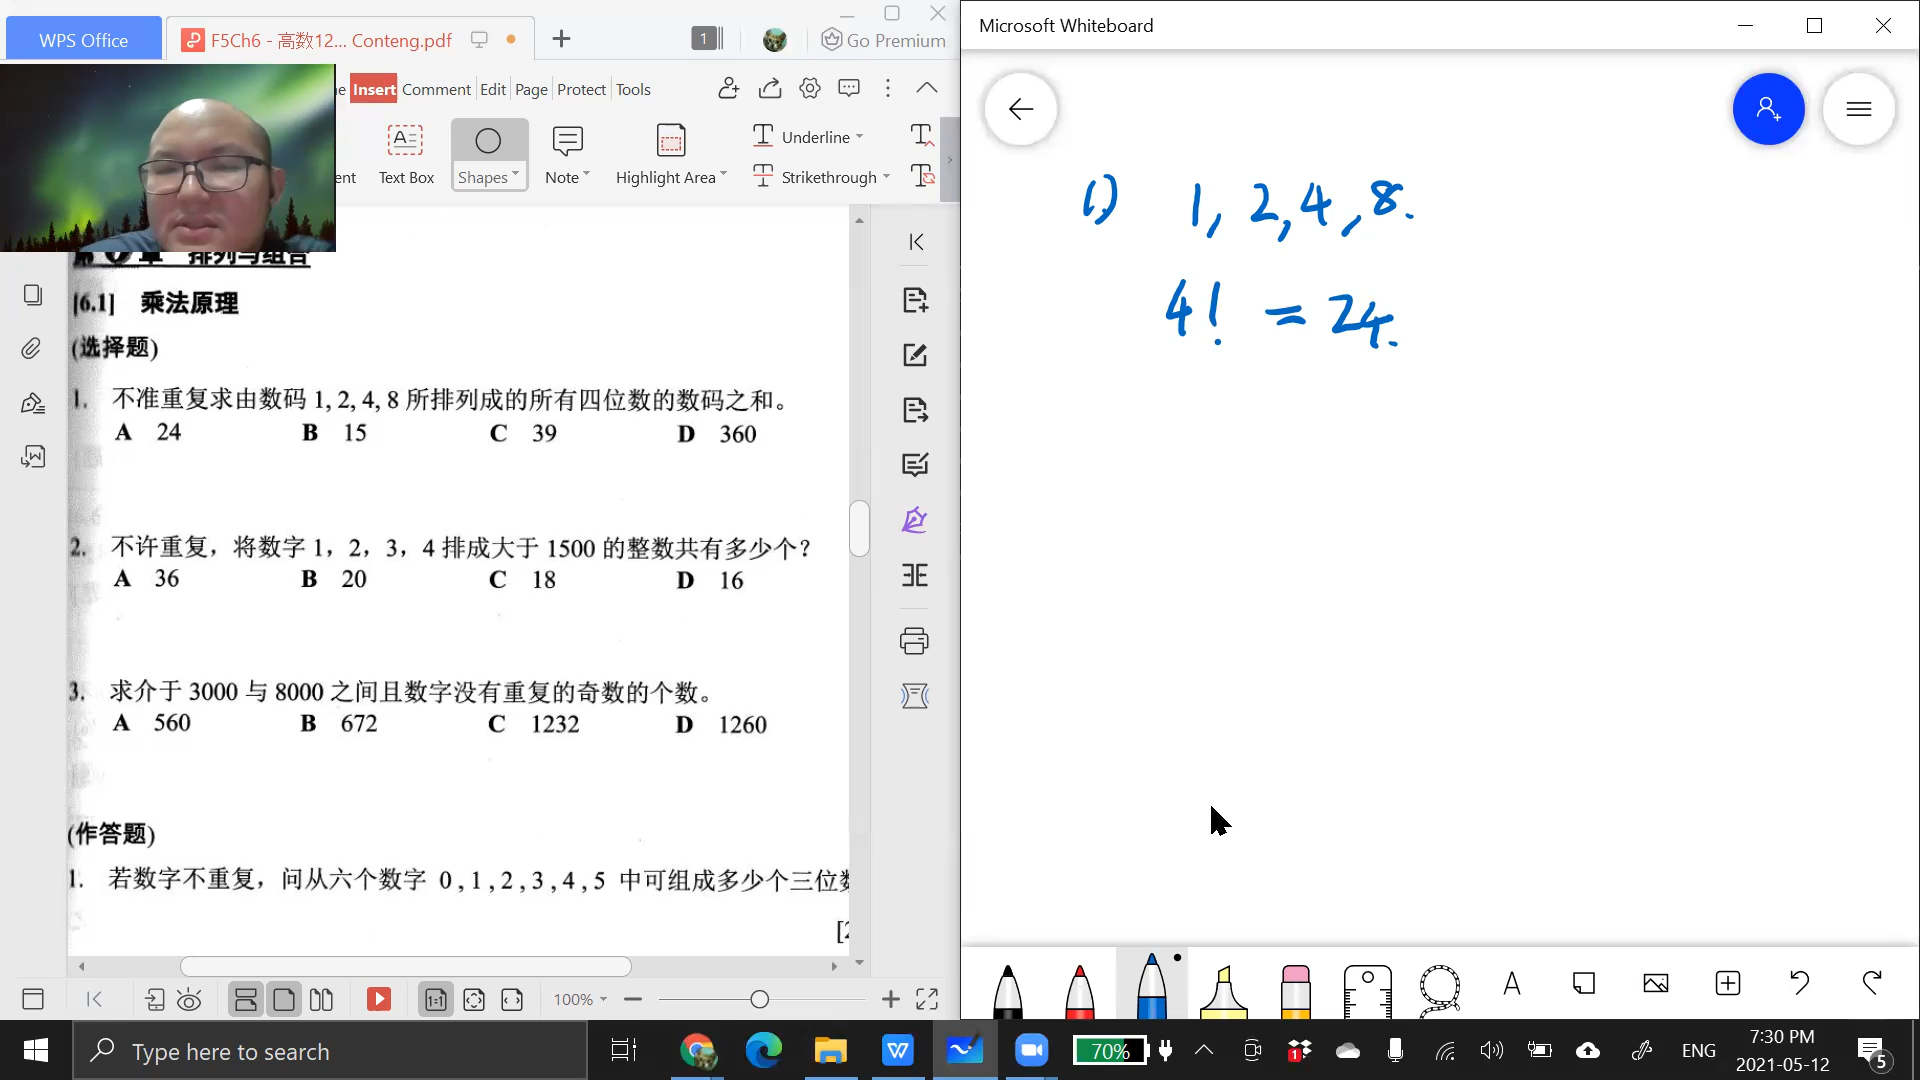 WPS Office
F5Ch6 - 高数12... Conteng.pdf
1
Go Premium
Insert Comment Edit Page Protect Tools
Text Box
Shapes
Note
Highlight Area
Underline
Strikethrough
排列与组合
[6.1] 乘法原理
(选择题)
1. 不准重复求由数码 1, 2, 4, 8 所排列成的所有四位数的数码之和。
A 24 B 15 C 39 D 360
2. 不许重复，将数字 1，2，3，4 排成大于 1500 的整数共有多少个？
A 36 B 20 C 18 D 16
3. 求介于 3000 与 8000 之间且数字没有重复的奇数的个数。
A 560 B 672 C 1232 D 1260
(作答题)
1. 若数字不重复，问从六个数字 0 , 1 , 2 , 3 , 4 , 5 中可组成多少个三位
[2
100%
Microsoft Whiteboard
1.) 1, 2, 4, 8.
4! = 24.
Type here to search
70%
1
ENG
7:30 PM
2021-05-12
5